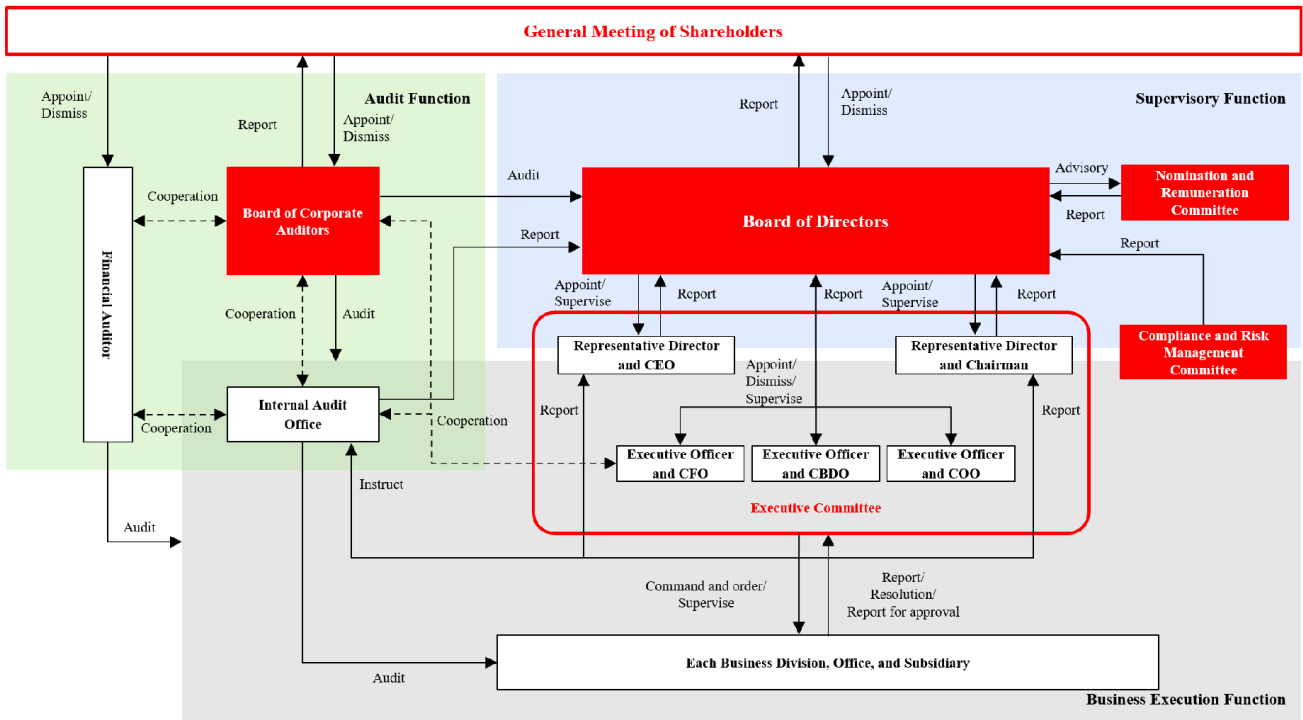 General Meeting of Shareholders
Audit Function
Supervisory Function
Appoint/
Dismiss
Report
Appoint/
Dismiss
Report
Appoint/
Dismiss
Financial Auditor
Cooperation
Board of Corporate
Auditors
Audit
Report
Board of Directors
Advisory
Report
Nomination and
Remuneration
Committee
Report
Compliance and Risk
Management
Committee
Cooperation
Audit
Appoint/
Supervise
Report
Report
Appoint/
Supervise
Report
Representative Director
and CEO
Representative Director
and Chairman
Appoint/
Dismiss/
Supervise
Internal Audit
Office
Cooperation
Cooperation
Report
Report
Executive Officer
and CFO
Executive Officer
and CBDO
Executive Officer
and COO
Executive Committee
Instruct
Audit
Command and order/
Supervise
Report/
Resolution/
Report for approval
Each Business Division, Office, and Subsidiary
Audit
Business Execution Function